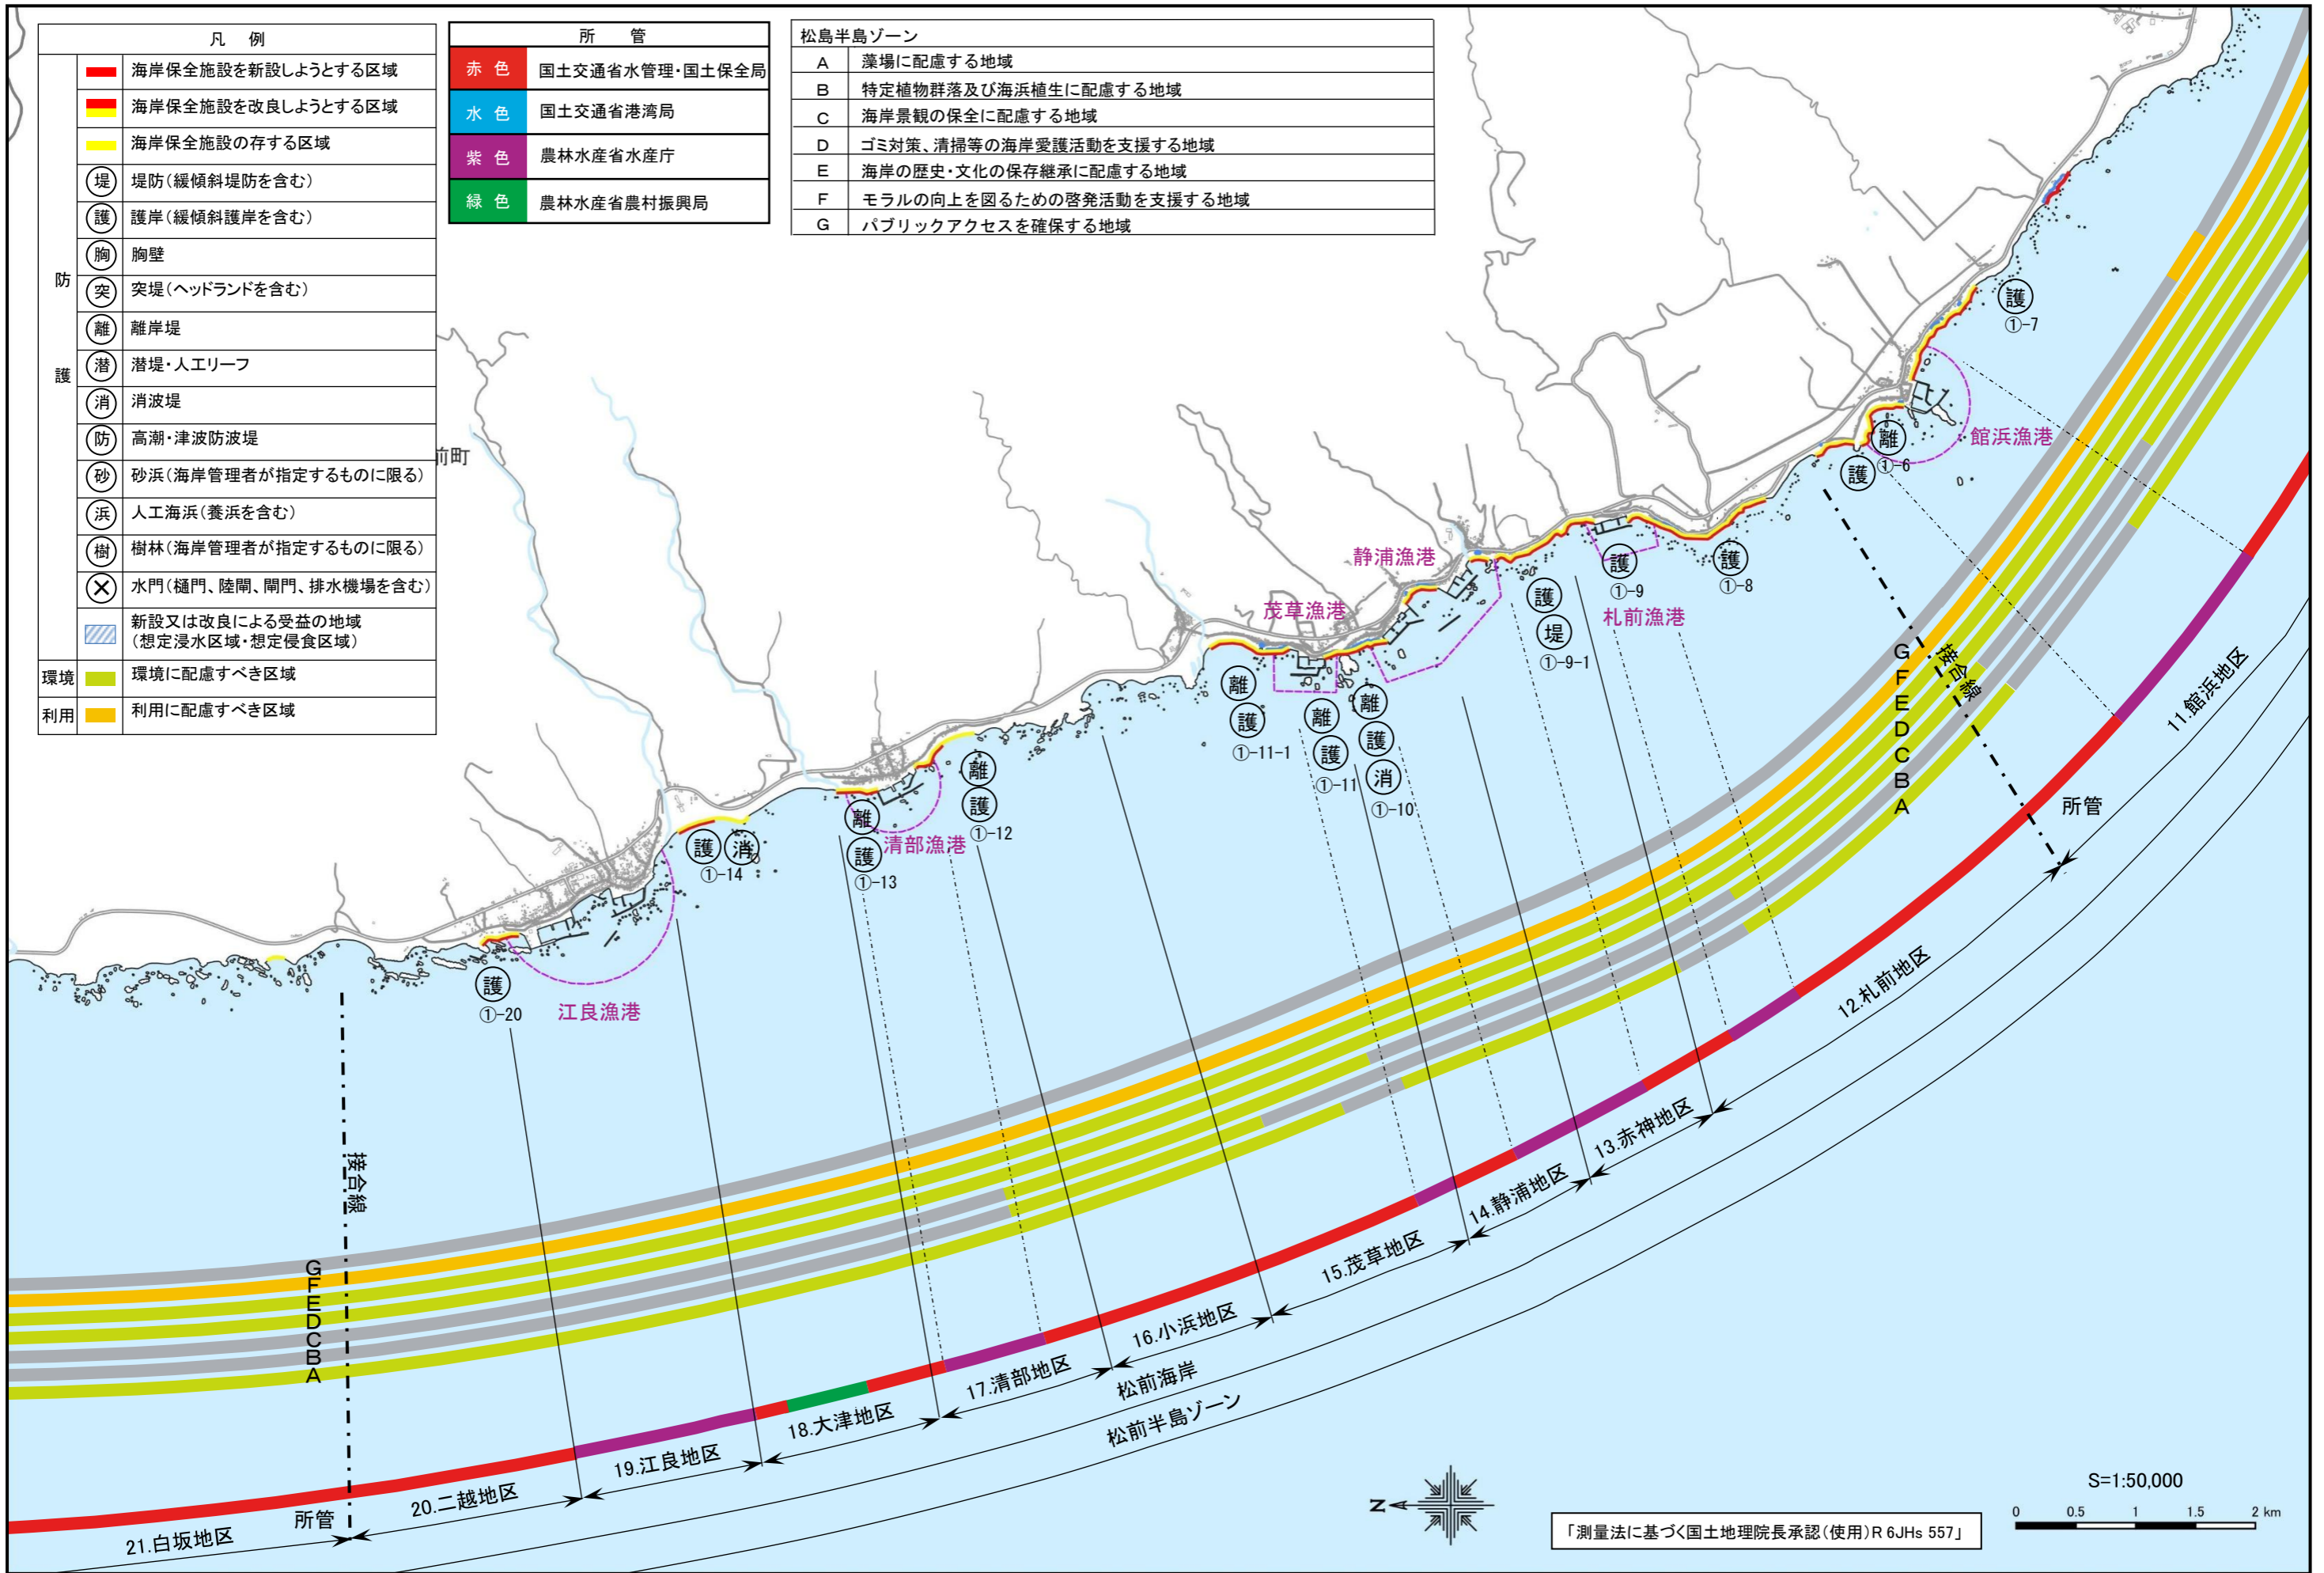 凡 例
防
護
海岸保全施設を新設しようとする区域
海岸保全施設を改良しようとする区域
海岸保全施設の存する区域
堤 堤防(緩傾斜堤防を含む)
護 護岸(緩傾斜護岸を含む)
胸 胸壁
突 突堤(ヘッドランドを含む)
離 離岸堤
潜 潜堤・人工リーフ
消 消波堤
防 高潮・津波防波堤
砂 砂浜(海岸管理者が指定するものに限る)
浜 人工海浜(養浜を含む)
樹 樹林(海岸管理者が指定するものに限る)
水門(樋門、陸閘、閘門、排水機場を含む)
新設又は改良による受益の地域
(想定浸水区域・想定侵食区域)
環境 環境に配慮すべき区域
利用 利用に配慮すべき区域
所 管
赤 色 国土交通省水管理・国土保全局
水 色 国土交通省港湾局
紫 色 農林水産省水産庁
緑 色 農林水産省農村振興局
松島半島ゾーン
A 藻場に配慮する地域
B 特定植物群落及び海浜植生に配慮する地域
C 海岸景観の保全に配慮する地域
D ゴミ対策、清掃等の海岸愛護活動を支援する地域
E 海岸の歴史・文化の保存継承に配慮する地域
F モラルの向上を図るための啓発活動を支援する地域
G パブリックアクセスを確保する地域
前町
護
①-7
館浜漁港
離
①-6
護
護
①-8
護
①-9
札前漁港
護
堤
①-9-1
静浦漁港
茂草漁港
離
護
消
①-10
離
護
①-11
離
護
①-11-1
離
護
①-12
清部漁港
離
護
①-13
護 消
①-14
江良漁港
護
①-20
接合線
G
F
E
D
C
B
A
所管
11.館浜地区
12.札前地区
13.赤神地区
14.静浦地区
15.茂草地区
16.小浜地区
17.清部地区
18.大津地区
19.江良地区
20.二越地区
21.白坂地区
松前海岸
松前半島ゾーン
接合線
G
F
E
D
C
B
A
所管
N
S=1:50,000
0 0.5 1 1.5 2 km
「測量法に基づく国土地理院長承認(使用)R 6JHs 557」